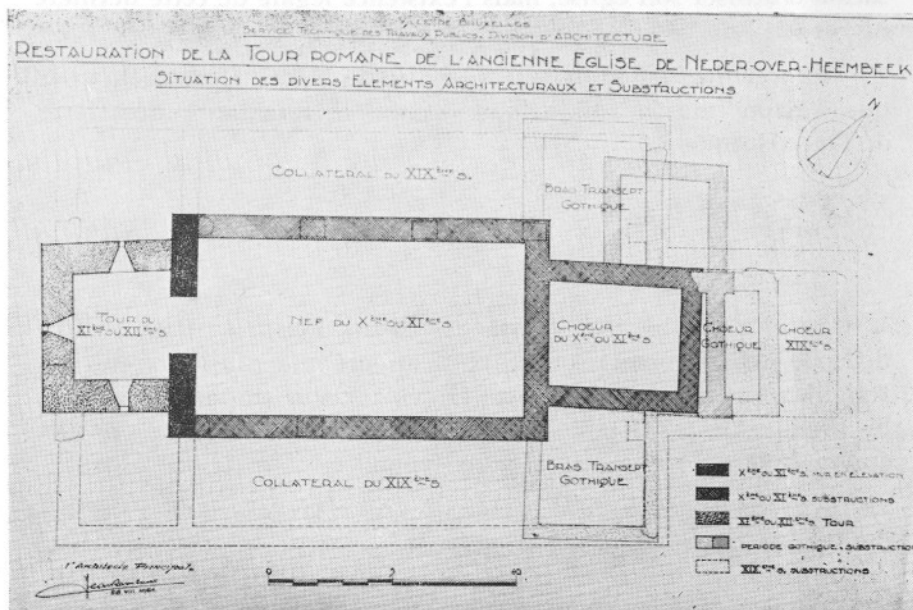 VILLE DE BRUXELLES
SERVICE TECHNIQUE DES TRAVAUX PUBLICS. DIVISION D'ARCHITECTURE
RESTAURATION DE LA TOUR ROMANE DE L'ANCIENNE EGLISE DE NEDER-OVER-HEEMBEEK
SITUATION DES DIVERS ELEMENTS ARCHITECTURAUX ET SUBSTRUCTIONS
N
COLLATERAL DU XIXème S.
BRAS TRANSEPT
GOTHIQUE
TOUR DU
XIème OU XIIème S.
NEF DU Xème OU XIème S.
CHOEUR
DU Xème OU XIème S.
CHOEUR
GOTHIQUE
CHOEUR
XIXème S.
COLLATERAL DU XIXème S.
BRAS TRANSEPT
GOTHIQUE
Xème OU XIème S. MUR EN ELEVATION
Xème OU XIème S. SUBSTRUCTIONS
XIème OU XIIème S. TOUR
PERIODE GOTHIQUE. SUBSTRUCTION
XIXème S. SUBSTRUCTIONS
l'Architecte Principal
0
10